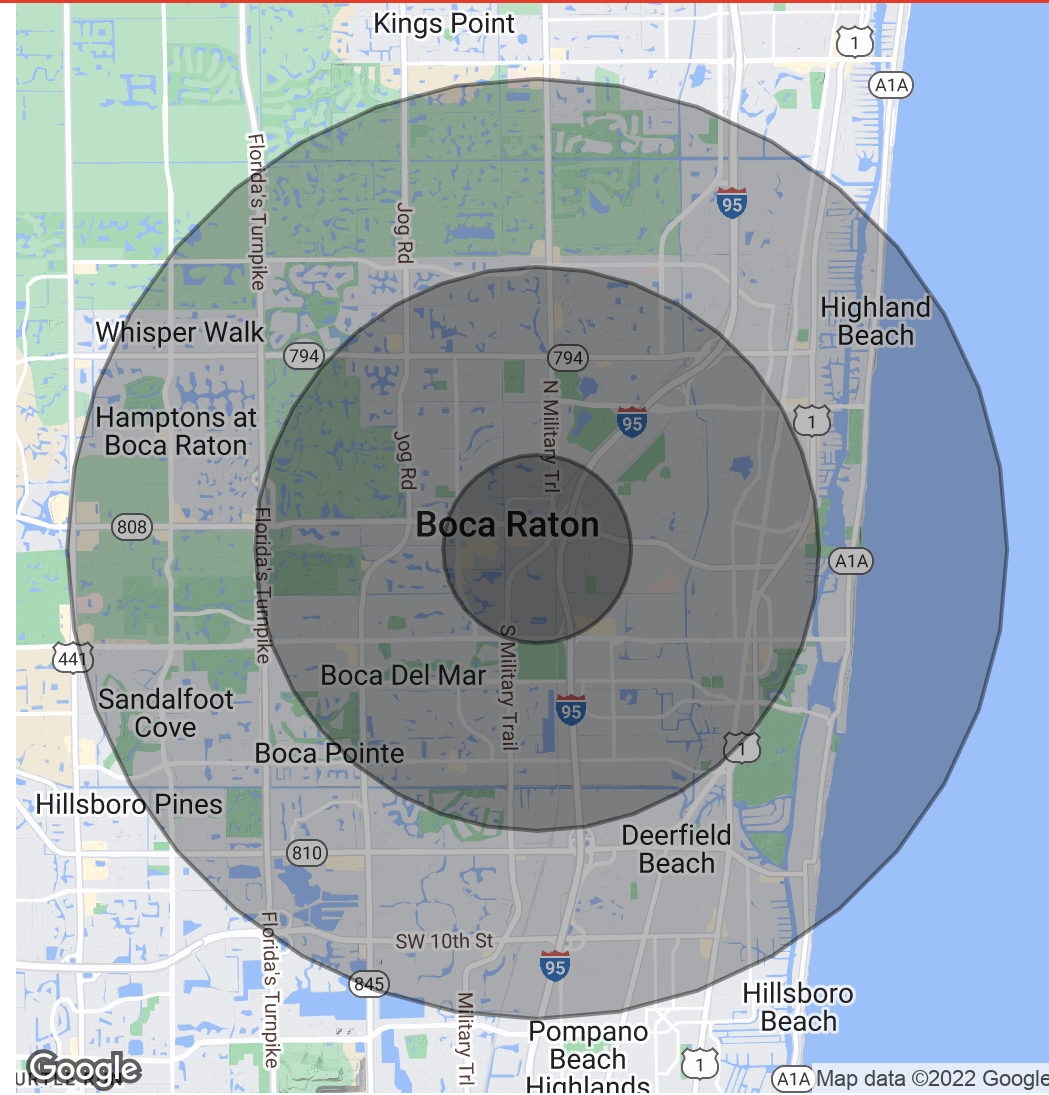 Kings Point
1
A1A
Florida's Turnpike
Jog Rd
95
Highland
Beach
Whisper Walk
794
794
N Military Trl
95
1
Hamptons at
Boca Raton
Jog Rd
Boca Raton
808
Florida's Turnpike
A1A
441
S Military Trail
Boca Del Mar
Sandalfoot
Cove
95
1
Boca Pointe
Hillsboro Pines
Deerfield
Beach
810
Florida's Turnpike
SW 10th St
95
845
Military Trl
Hillsboro
Beach
Pompano
Beach
Highlands
1
Google
A1A
Map data ©2022 Google